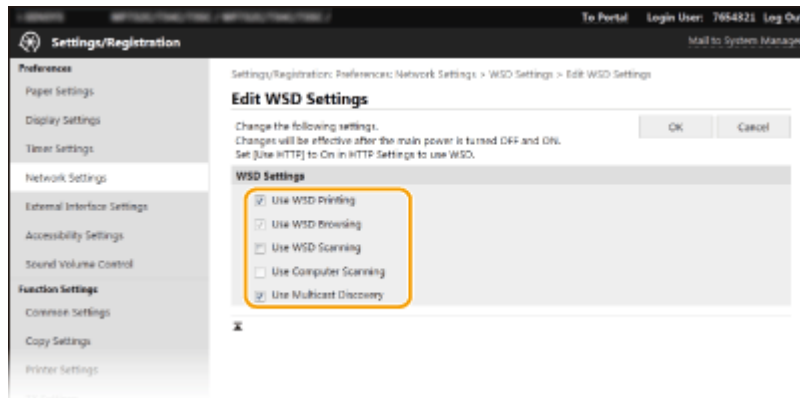 To Portal Login User: 7654321 Log Ou
Settings/Registration
Mail to System Manage
Preferences
Paper Settings
Display Settings
Timer Settings
Network Settings
External Interface Settings
Accessibility Settings
Sound Volume Control
Function Settings
Common Settings
Copy Settings
Printer Settings
Settings/Registration: Preferences: Network Settings > WSD Settings > Edit WSD Settings
Edit WSD Settings
Change the following settings.
Changes will be effective after the main power is turned OFF and ON.
Set [Use HTTP] to On in HTTP Settings to use WSD.
OK Cancel
WSD Settings
Use WSD Printing
Use WSD Browsing
Use WSD Scanning
Use Computer Scanning
Use Multicast Discovery